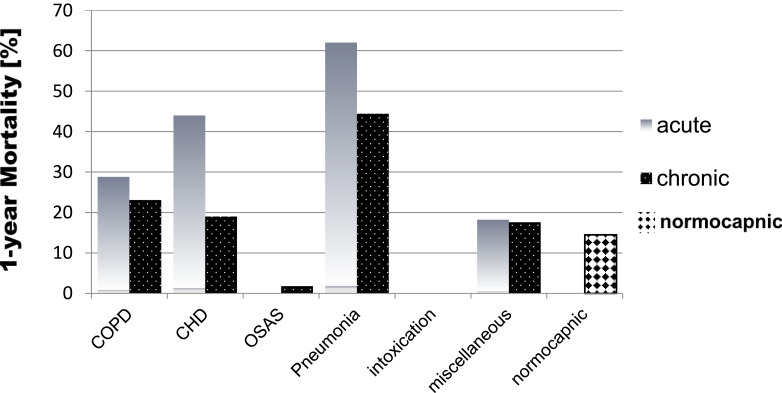 1-year Mortality [%]
70
60
50
40
30
20
10
0
COPD
CHD
OSAS
Pneumonia
intoxication
miscellaneous
normocapnic
acute
chronic
normocapnic